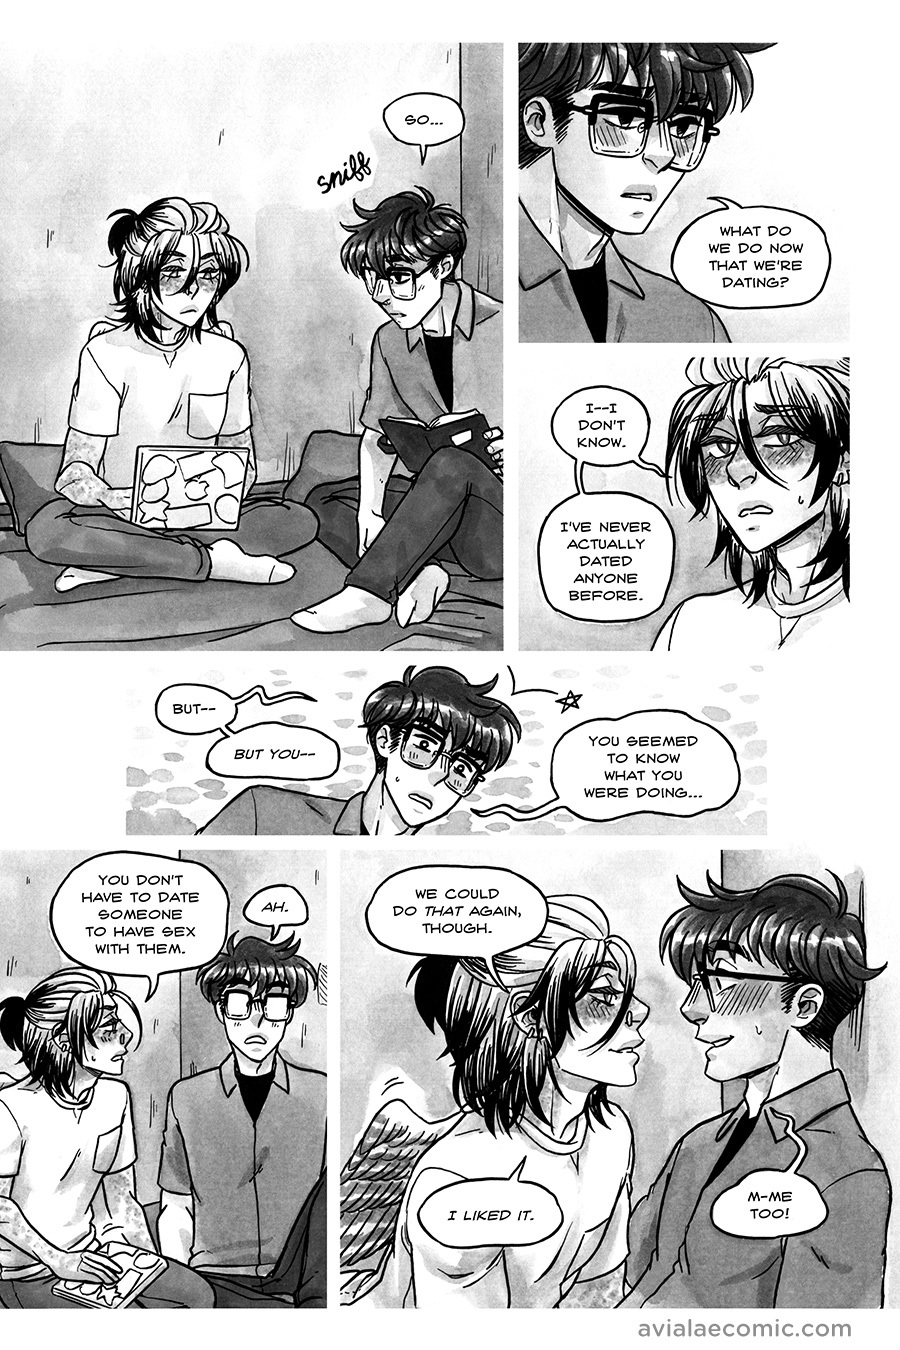 SO...
sniff
WHAT DO
WE DO NOW
THAT WE'RE
DATING?
I--I
DON'T
KNOW.
I'VE NEVER
ACTUALLY
DATED
ANYONE
BEFORE.
BUT--
BUT YOU--
YOU SEEMED
TO KNOW
WHAT YOU
WERE DOING...
YOU DON'T
HAVE TO DATE
SOMEONE
TO HAVE SEX
WITH THEM.
AH.
WE COULD
DO THAT AGAIN,
THOUGH.
I LIKED IT.
M-ME
TOO!
avialaecomic.com